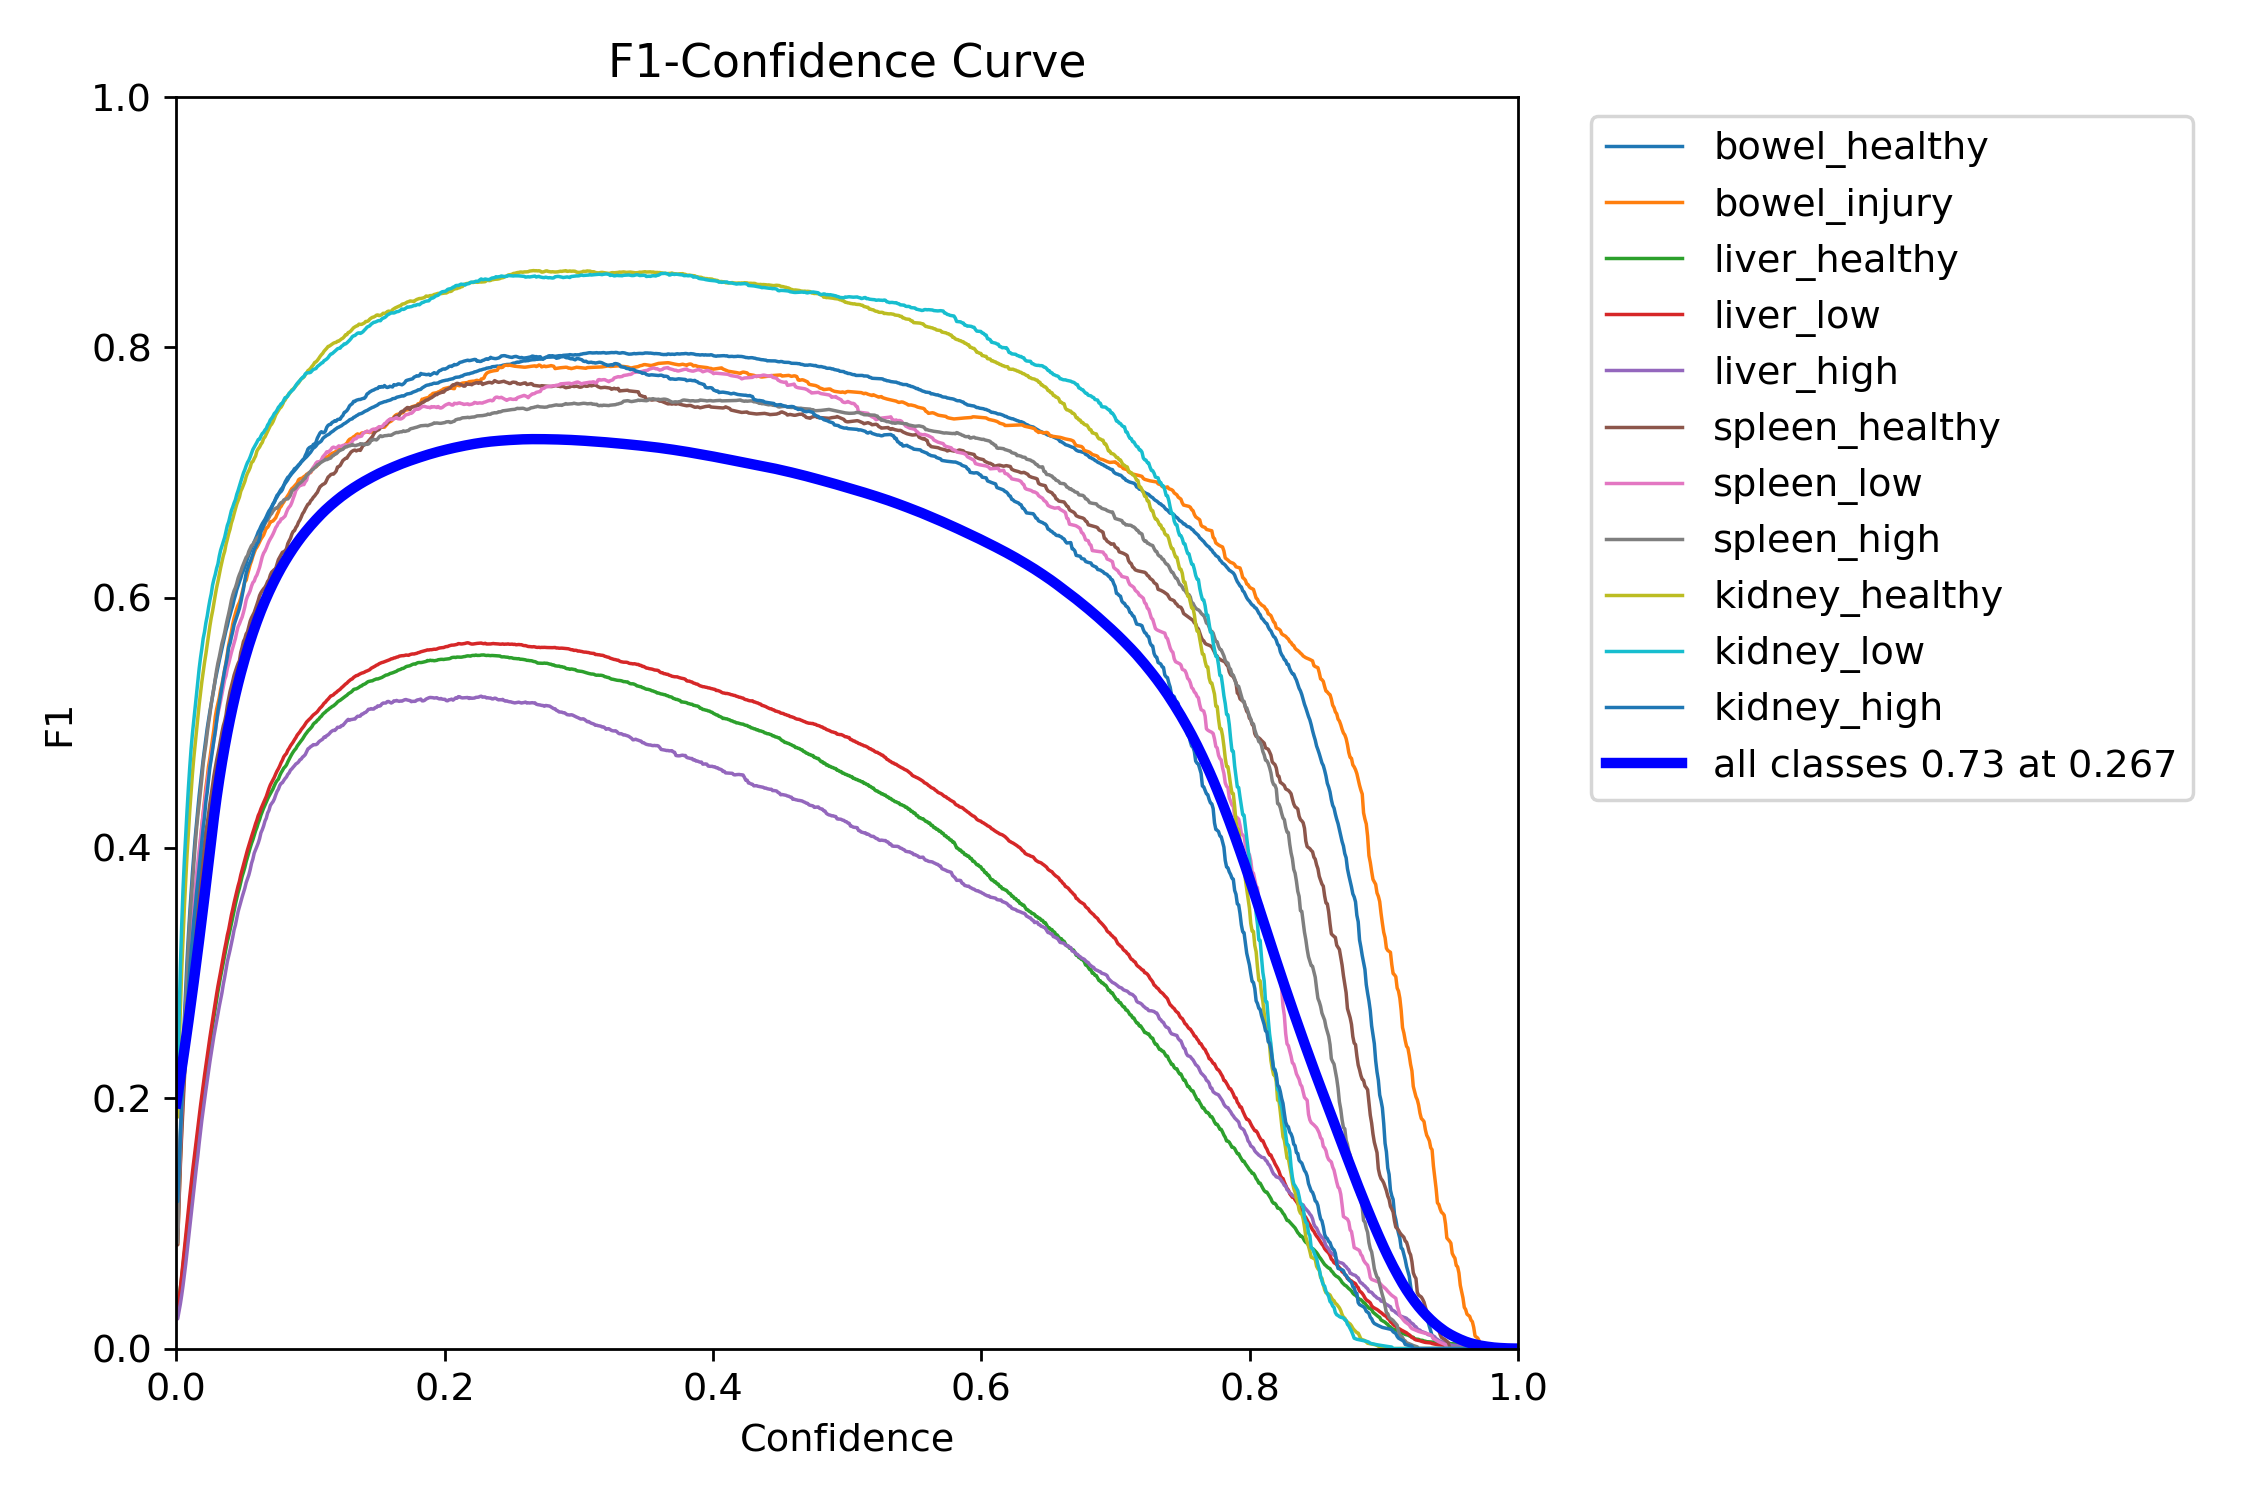 F1-Confidence Curve
1.0
0.8
0.6
0.4
0.2
0.0
F1
0.0 0.2 0.4 0.6 0.8 1.0
Confidence
bowel_healthy
bowel_injury
liver_healthy
liver_low
liver_high
spleen_healthy
spleen_low
spleen_high
kidney_healthy
kidney_low
kidney_high
all classes 0.73 at 0.267